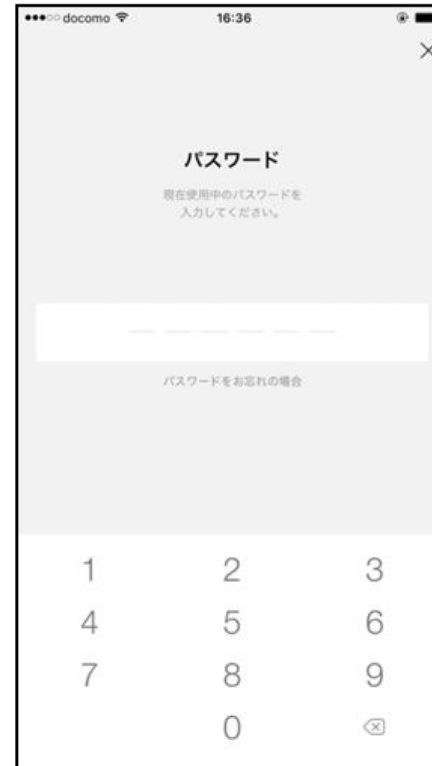 docomo 16:36
パスワード
現在使用中のパスワードを
入力してください。
パスワードをお忘れの場合
1 2 3
4 5 6
7 8 9
0